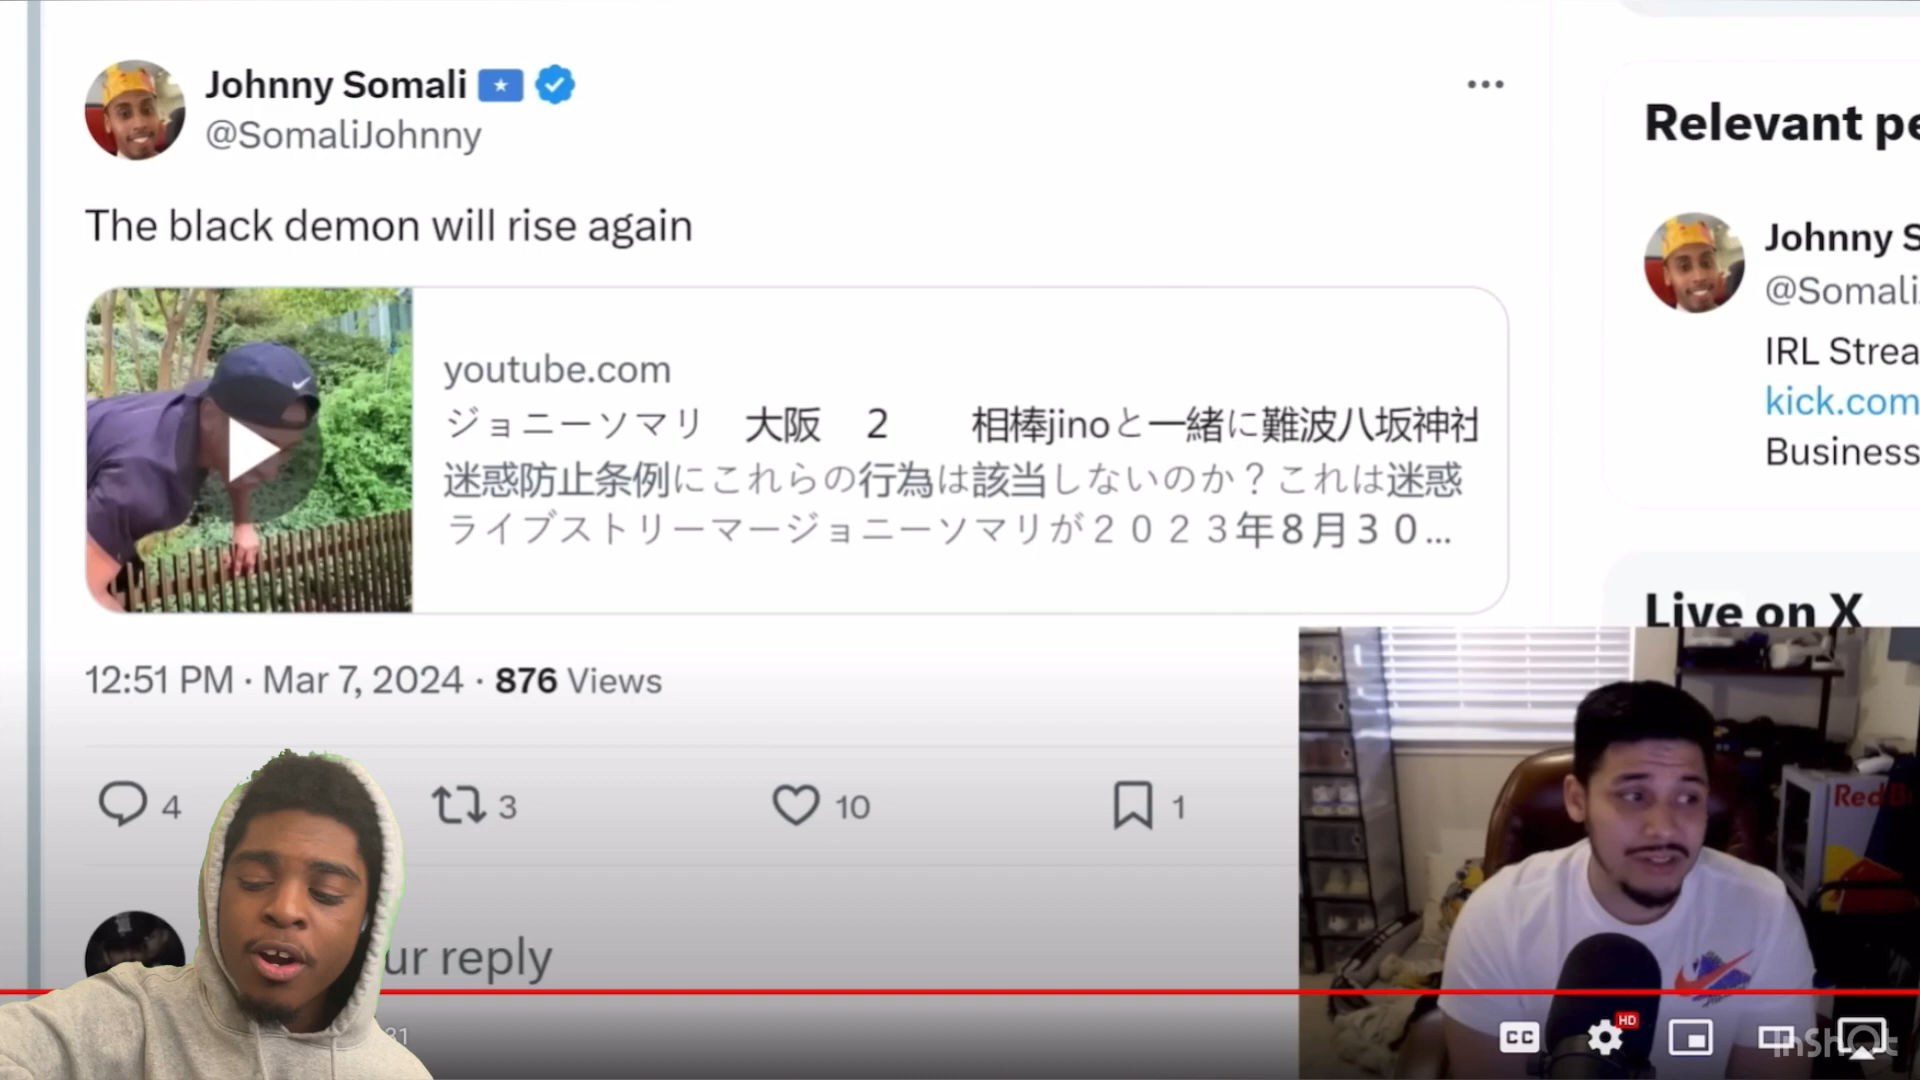 Johnny Somali
@SomaliJohnny
The black demon will rise again
youtube.com
ジョニーソマリ 大阪 2 相棒jinoと一緒に難波八坂神社
迷惑防止条例にこれらの行為は該当しないのか？これは迷惑
ライブストリーマージョニーソマリが２０２３年8月3０...
12:51 PM · Mar 7, 2024 · 876 Views
4
3
10
1
ur reply
31
Relevant pe
Johnny S
@Somali
IRL Strea
kick.com
Business
Live on X
Red B
CC
HD
InShOt